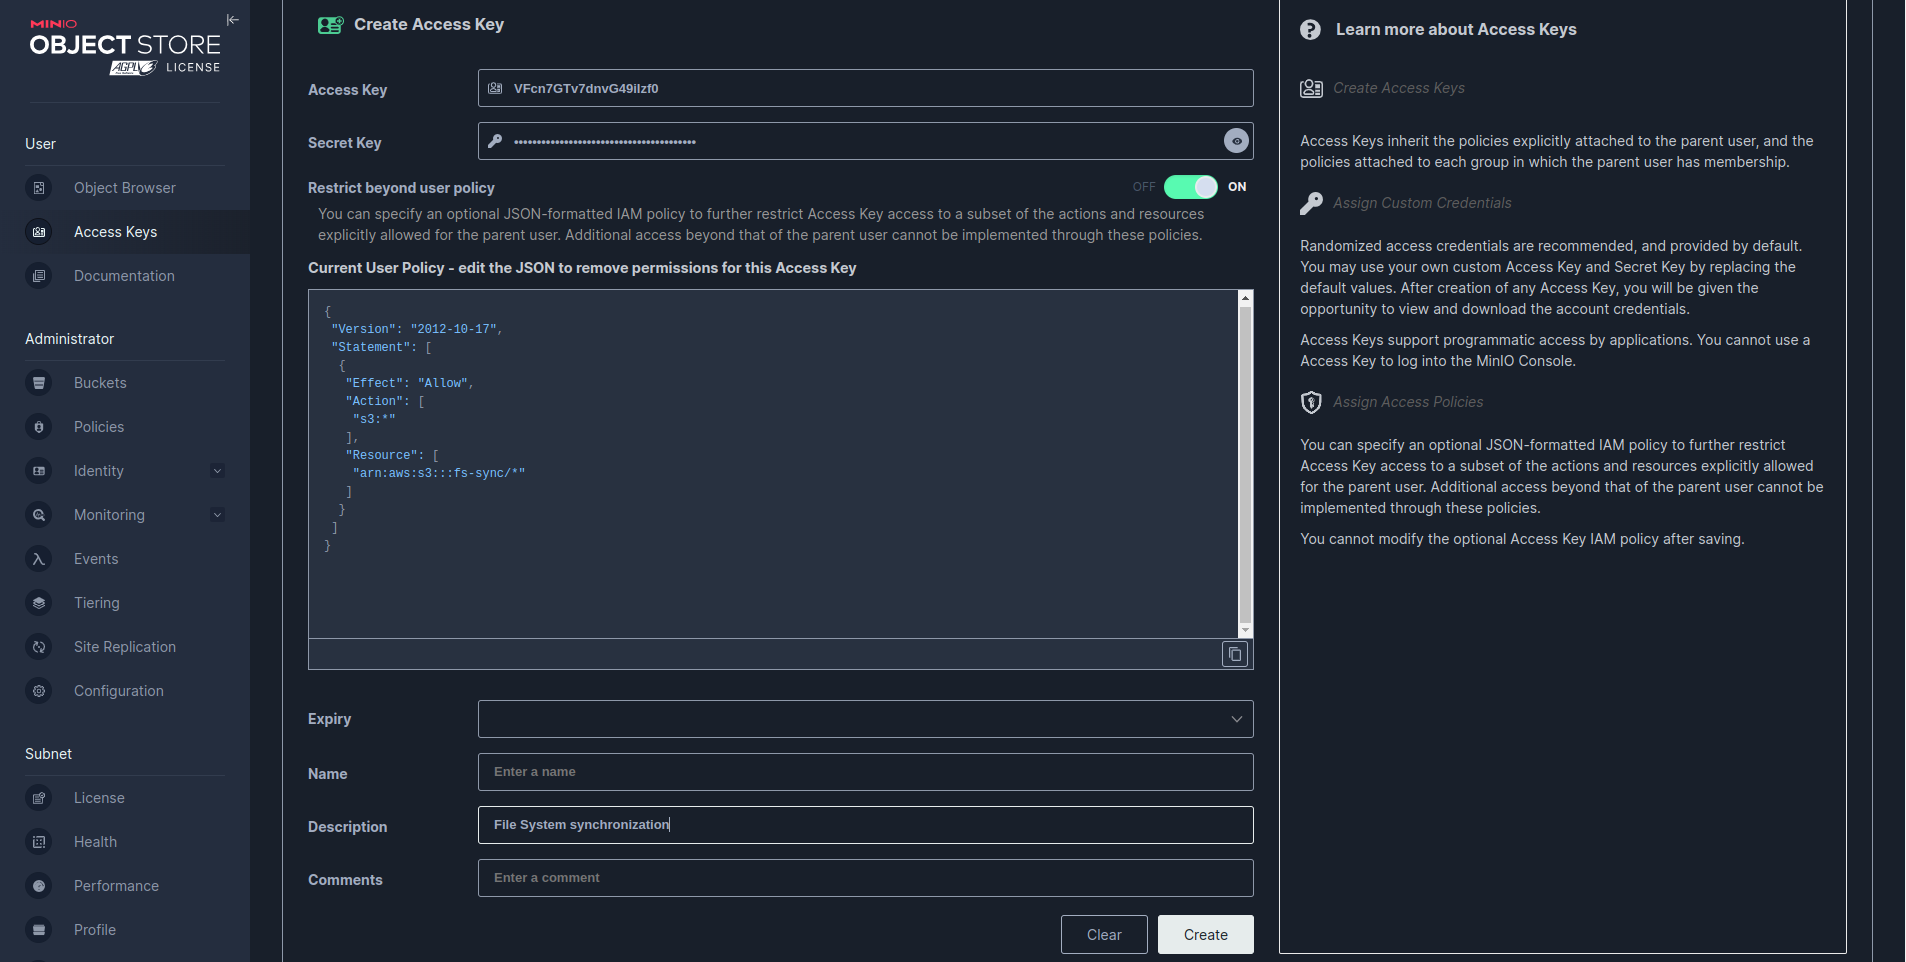 MINIO
OBJECT STORE
AGPL v3 LICENSE
User
Object Browser
Access Keys
Documentation
Administrator
Buckets
Policies
Identity
Monitoring
Events
Tiering
Site Replication
Configuration
Subnet
License
Health
Performance
Profile
Create Access Key
Access Key
VFcn7GTv7dnvG49ilzf0
Secret Key
••••••••••••••••••••••••••••••••••••••••
Restrict beyond user policy
OFF
ON
You can specify an optional JSON-formatted IAM policy to further restrict Access Key access to a subset of the actions and resources
explicitly allowed for the parent user. Additional access beyond that of the parent user cannot be implemented through these policies.
Current User Policy - edit the JSON to remove permissions for this Access Key
{
"Version": "2012-10-17",
"Statement": [
{
"Effect": "Allow",
"Action": [
"s3:*"
],
"Resource": [
"arn:aws:s3:::fs-sync/*"
]
}
]
}
Expiry
Name
Enter a name
Description
File System synchronization
Comments
Enter a comment
Clear
Create
Learn more about Access Keys
Create Access Keys
Access Keys inherit the policies explicitly attached to the parent user, and the
policies attached to each group in which the parent user has membership.
Assign Custom Credentials
Randomized access credentials are recommended, and provided by default.
You may use your own custom Access Key and Secret Key by replacing the
default values. After creation of any Access Key, you will be given the
opportunity to view and download the account credentials.
Access Keys support programmatic access by applications. You cannot use a
Access Key to log into the MinIO Console.
Assign Access Policies
You can specify an optional JSON-formatted IAM policy to further restrict
Access Key access to a subset of the actions and resources explicitly allowed
for the parent user. Additional access beyond that of the parent user cannot be
implemented through these policies.
You cannot modify the optional Access Key IAM policy after saving.